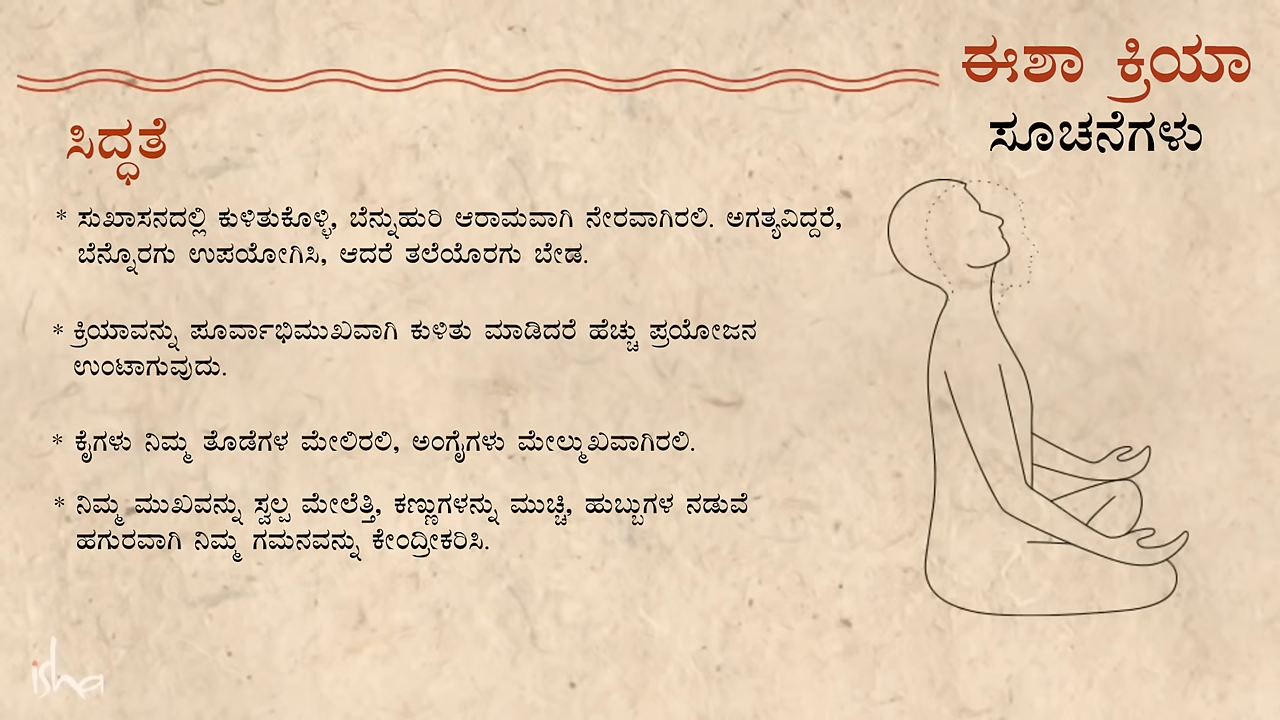 ಈಶಾ ಕ್ರಿಯಾ
ಸೂಚನೆಗಳು
ಸಿದ್ಧತೆ
* ಸುಖಾಸನದಲ್ಲಿ ಕುಳಿತುಕೊಳ್ಳಿ, ಬೆನ್ನುಹುರಿ ಆರಾಮವಾಗಿ ನೇರವಾಗಿರಲಿ. ಅಗತ್ಯವಿದ್ದರೆ,
ಬೆನ್ನೊರಗು ಉಪಯೋಗಿಸಿ, ಆದರೆ ತಲೆಯೊರಗು ಬೇಡ.
* ಕ್ರಿಯಾವನ್ನು ಪೂರ್ವಾಭಿಮುಖವಾಗಿ ಕುಳಿತು ಮಾಡಿದರೆ ಹೆಚ್ಚು ಪ್ರಯೋಜನ
ಉಂಟಾಗುವುದು.
* ಕೈಗಳು ನಿಮ್ಮ ತೊಡೆಗಳ ಮೇಲಿರಲಿ, ಅಂಗೈಗಳು ಮೇಲ್ಮುಖವಾಗಿರಲಿ.
* ನಿಮ್ಮ ಮುಖವನ್ನು ಸ್ವಲ್ಪ ಮೇಲೆತ್ತಿ, ಕಣ್ಣುಗಳನ್ನು ಮುಚ್ಚಿ, ಹುಬ್ಬುಗಳ ನಡುವೆ
ಹಗುರವಾಗಿ ನಿಮ್ಮ ಗಮನವನ್ನು ಕೇಂದ್ರೀಕರಿಸಿ.
isha